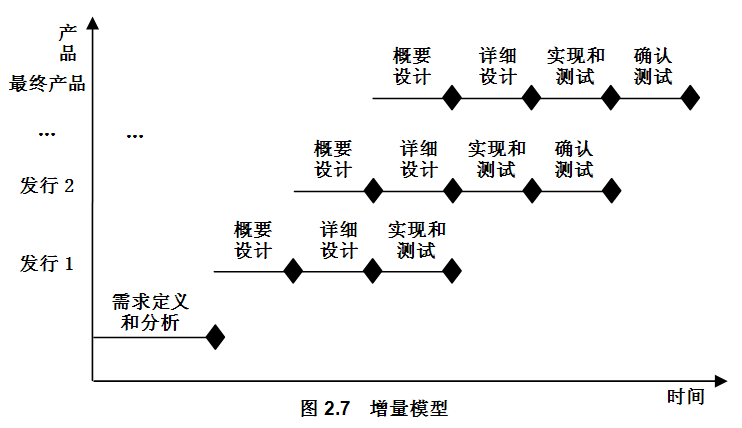 产
品
最终产品
概要
设计
详细
设计
实现和
测试
确认
测试
...
...
发行 2
概要
设计
详细
设计
实现和
测试
确认
测试
发行 1
概要
设计
详细
设计
实现和
测试
需求定义
和分析
时间
图 2.7 增量模型